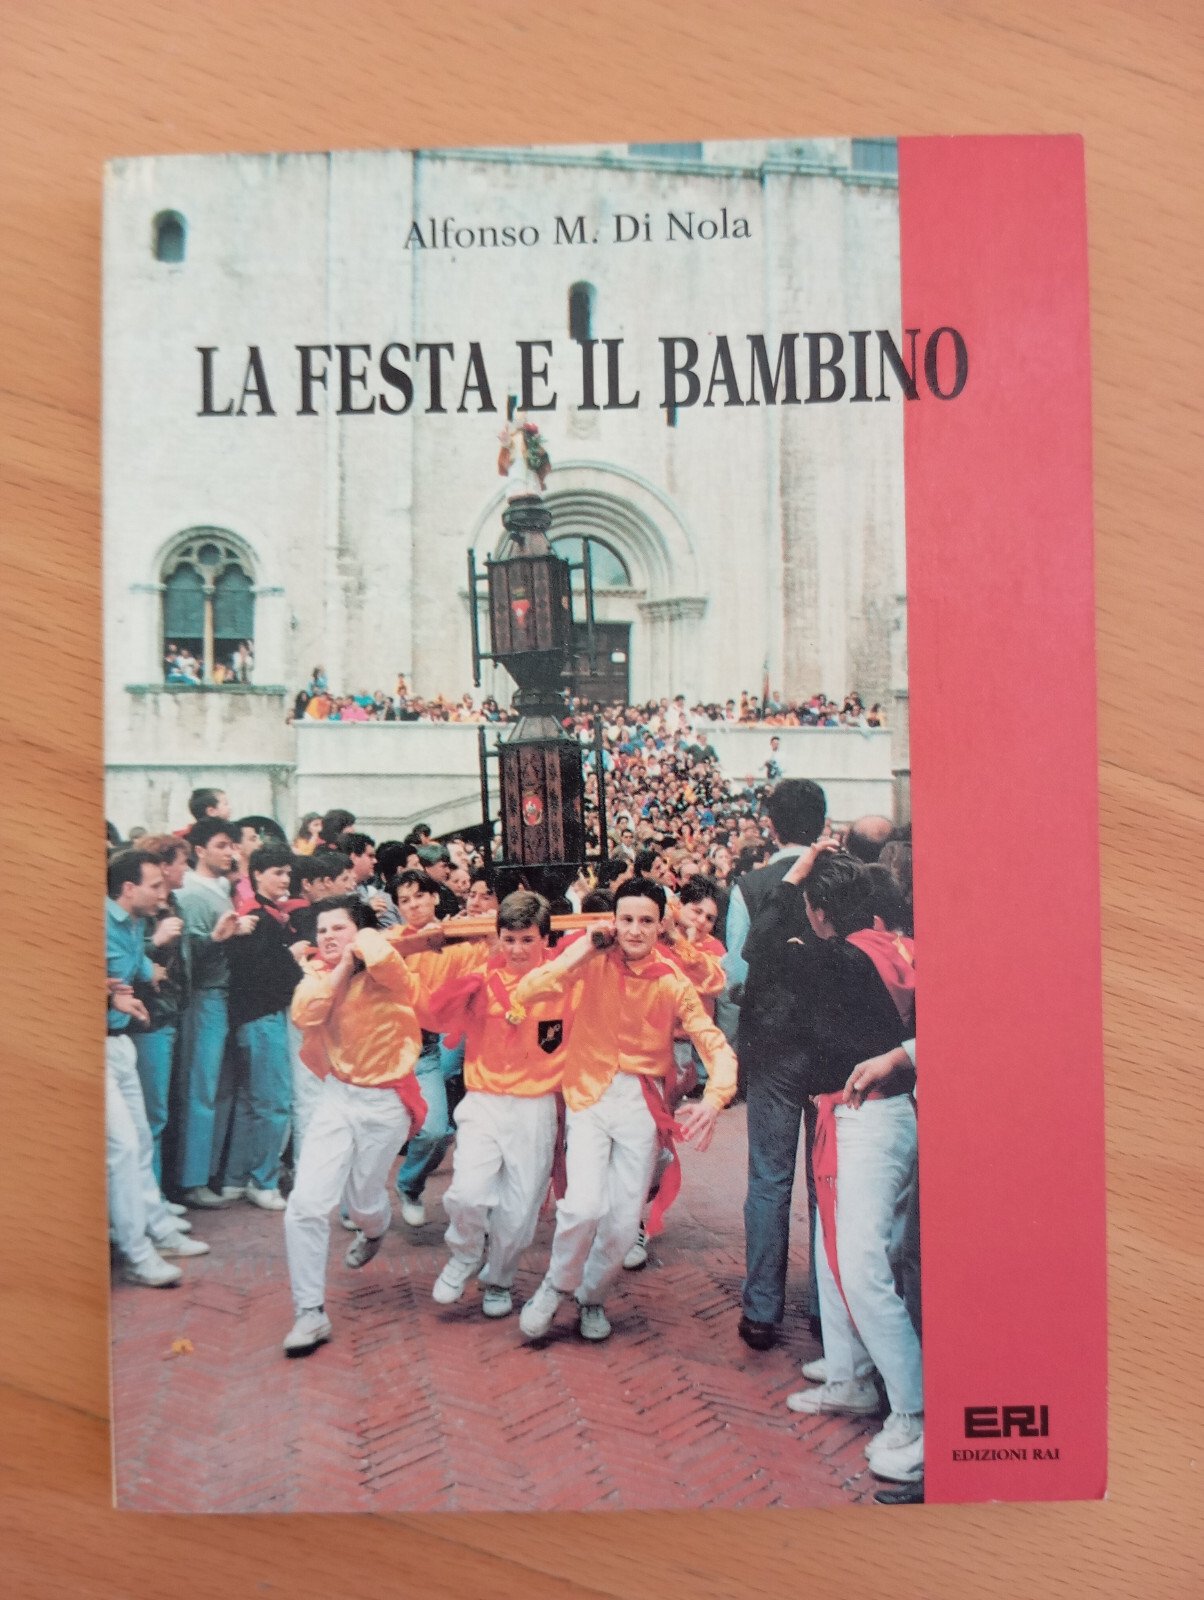 Alfonso M. Di Nola
LA FESTA E IL BAMBINO
ERI
EDIZIONI RAI